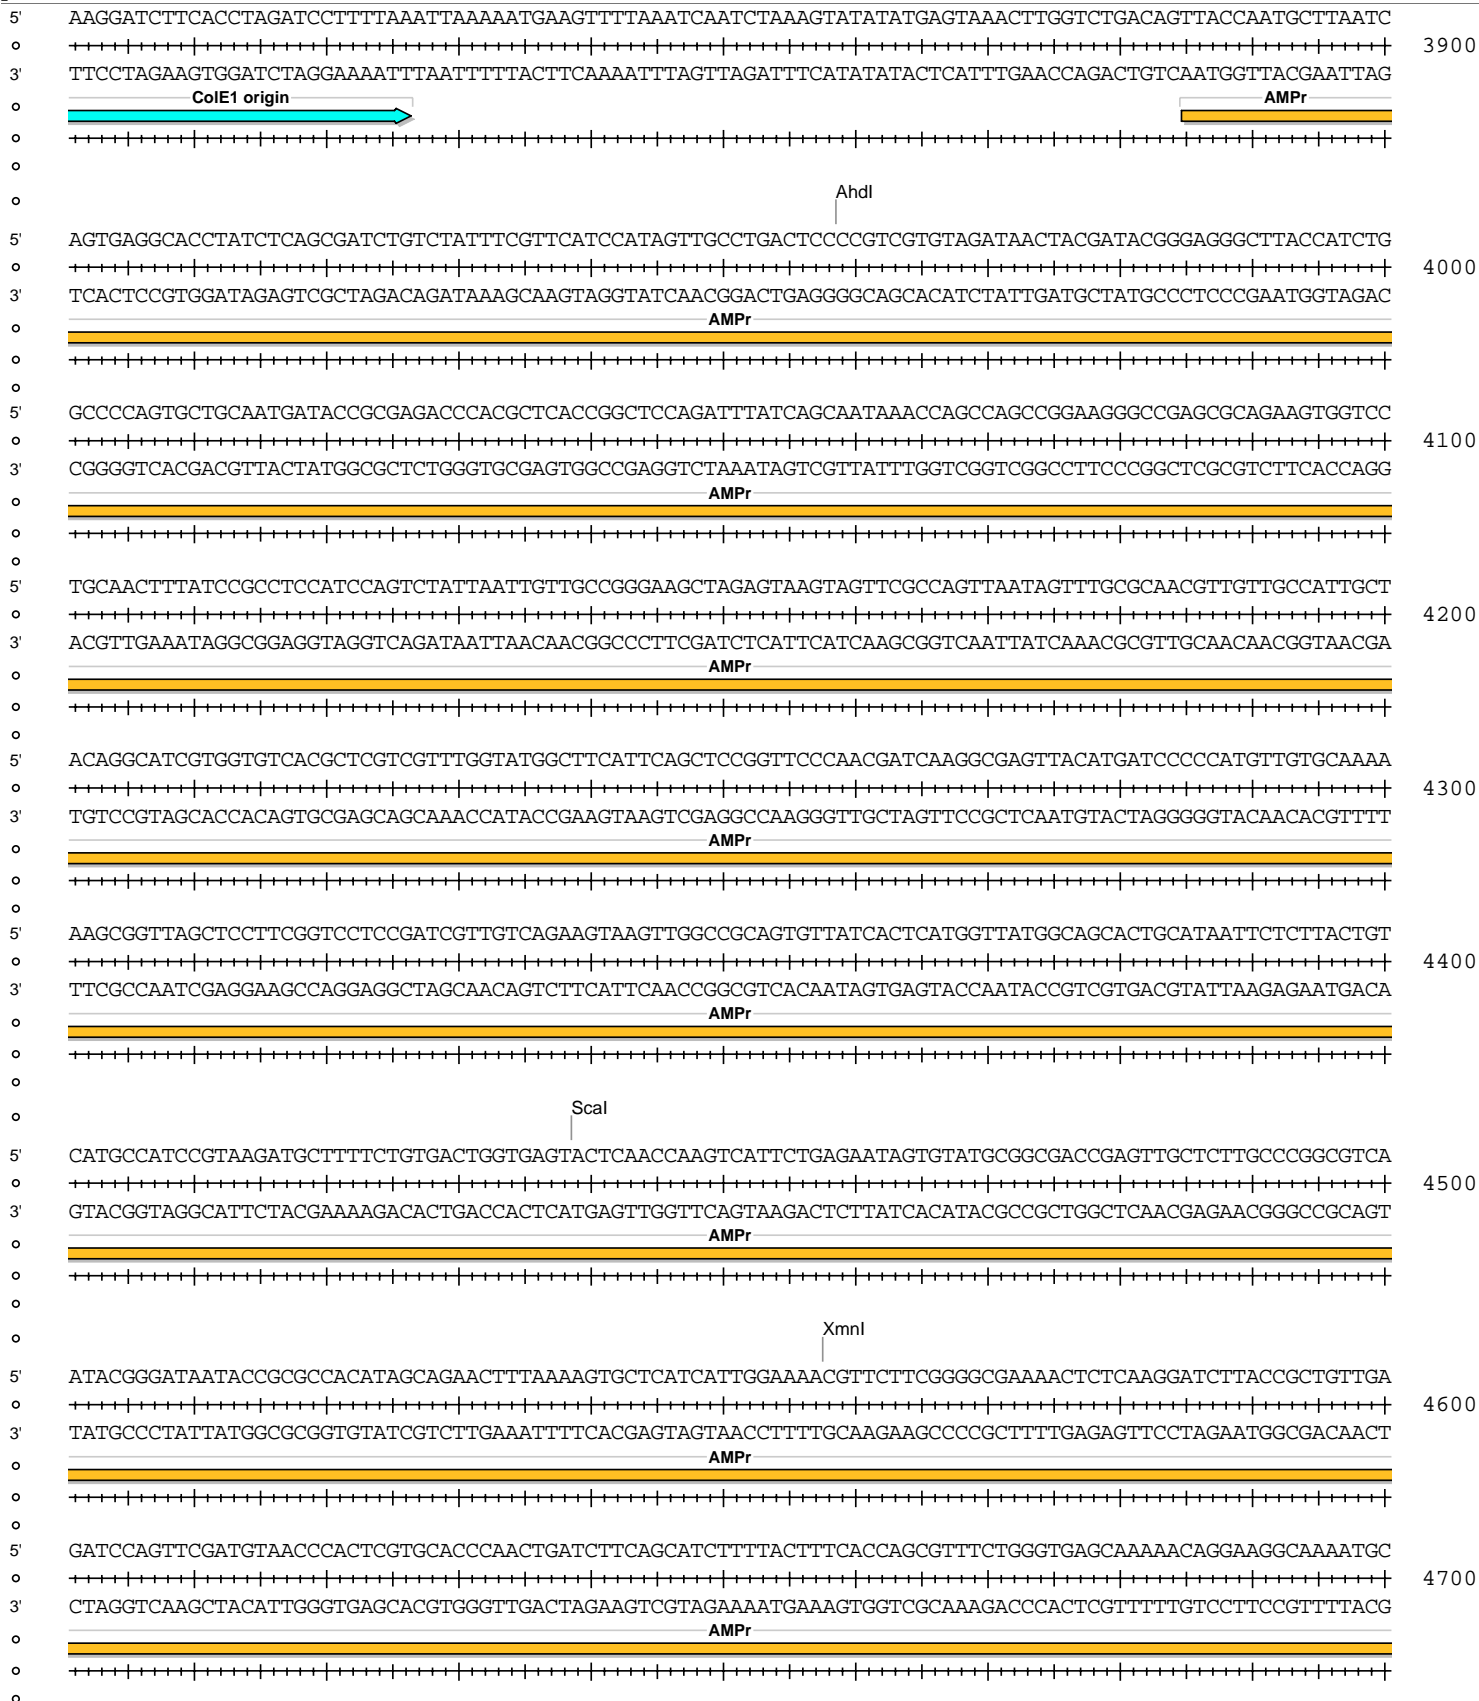 5' AAGGATCTTCACCTAGATCCTTTTAAATTAAAAATGAAGTTTTAAATCAATCTAAAGTATATATGAGTAAACTTGGTCTGACAGTTACCAATGCTTAATC
3900
3' TTCCTAGAAGTGGATCTAGGAAAATTTAATTTTTACTTCAAAATTTAGTTAGATTTCATATATACTCATTTGAACCAGACTGTCAATGGTTACGAATTAG
ColE1 origin AMPr
AhdI
5' AGTGAGGCACCTATCTCAGCGATCTGTCTATTTCGTTCATCCATAGTTGCCTGACTCCCCGTCGTGTAGATAACTACGATACGGGAGGGCTTACCATCTG
4000
3' TCACTCCGTGGATAGAGTCGCTAGACAGATAAAGCAAGTAGGTATCAACGGACTGAGGGGCAGCACATCTATTGATGCTATGCCCTCCCGAATGGTAGAC
AMPr
5' GCCCCAGTGCTGCAATGATACCGCGAGACCCACGCTCACCGGCTCCAGATTTATCAGCAATAAACCAGCCAGCCGGAAGGGCCGAGCGCAGAAGTGGTCC
4100
3' CGGGGTCACGACGTTACTATGGCGCTCTGGGTGCGAGTGGCCGAGGTCTAAATAGTCGTTATTTGGTCGGTCGGCCTTCCCGGCTCGCGTCTTCACCAGG
AMPr
5' TGCAACTTTATCCGCCTCCATCCAGTCTATTAATTGTTGCCGGGAAGCTAGAGTAAGTAGTTCGCCAGTTAATAGTTTGCGCAACGTTGTTGCCATTGCT
4200
3' ACGTTGAAATAGGCGGAGGTAGGTCAGATAATTAACAACGGCCCTTCGATCTCATTCATCAAGCGGTCAATTATCAAACGCGTTGCAACAACGGTAACGA
AMPr
5' ACAGGCATCGTGGTGTCACGCTCGTCGTTTGGTATGGCTTCATTCAGCTCCGGTTCCCAACGATCAAGGCGAGTTACATGATCCCCCATGTTGTGCAAAA
4300
3' TGTCCGTAGCACCACAGTGCGAGCAGCAAACCATACCGAAGTAAGTCGAGGCCAAGGGTTGCTAGTTCCGCTCAATGTACTAGGGGGTACAACACGTTTT
AMPr
5' AAGCGGTTAGCTCCTTCGGTCCTCCGATCGTTGTCAGAAGTAAGTTGGCCGCAGTGTTATCACTCATGGTTATGGCAGCACTGCATAATTCTCTTACTGT
4400
3' TTCGCCAATCGAGGAAGCCAGGAGGCTAGCAACAGTCTTCATTCAACCGGCGTCACAATAGTGAGTACCAATACCGTCGTGACGTATTAAGAGAATGACA
AMPr
ScaI
5' CATGCCATCCGTAAGATGCTTTTCTGTGACTGGTGAGTACTCAACCAAGTCATTCTGAGAATAGTGTATGCGGCGACCGAGTTGCTCTTGCCCGGCGTCA
4500
3' GTACGGTAGGCATTCTACGAAAAGACACTGACCACTCATGAGTTGGTTCAGTAAGACTCTTATCACATACGCCGCTGGCTCAACGAGAACGGGCCGCAGT
AMPr
XmnI
5' ATACGGGATAATACCGCGCCACATAGCAGAACTTTAAAAGTGCTCATCATTGGAAAACGTTCTTCGGGGCGAAAACTCTCAAGGATCTTACCGCTGTTGA
4600
3' TATGCCCTATTATGGCGCGGTGTATCGTCTTGAAATTTTCACGAGTAGTAACCTTTTGCAAGAAGCCCCGCTTTTGAGAGTTCCTAGAATGGCGACAACT
AMPr
5' GATCCAGTTCGATGTAACCCACTCGTGCACCCAACTGATCTTCAGCATCTTTTACTTTCACCAGCGTTTCTGGGTGAGCAAAAACAGGAAGGCAAAATGC
4700
3' CTAGGTCAAGCTACATTGGGTGAGCACGTGGGTTGACTAGAAGTCGTAGAAAATGAAAGTGGTCGCAAAGACCCACTCGTTTTTGTCCTTCCGTTTTACG
AMPr